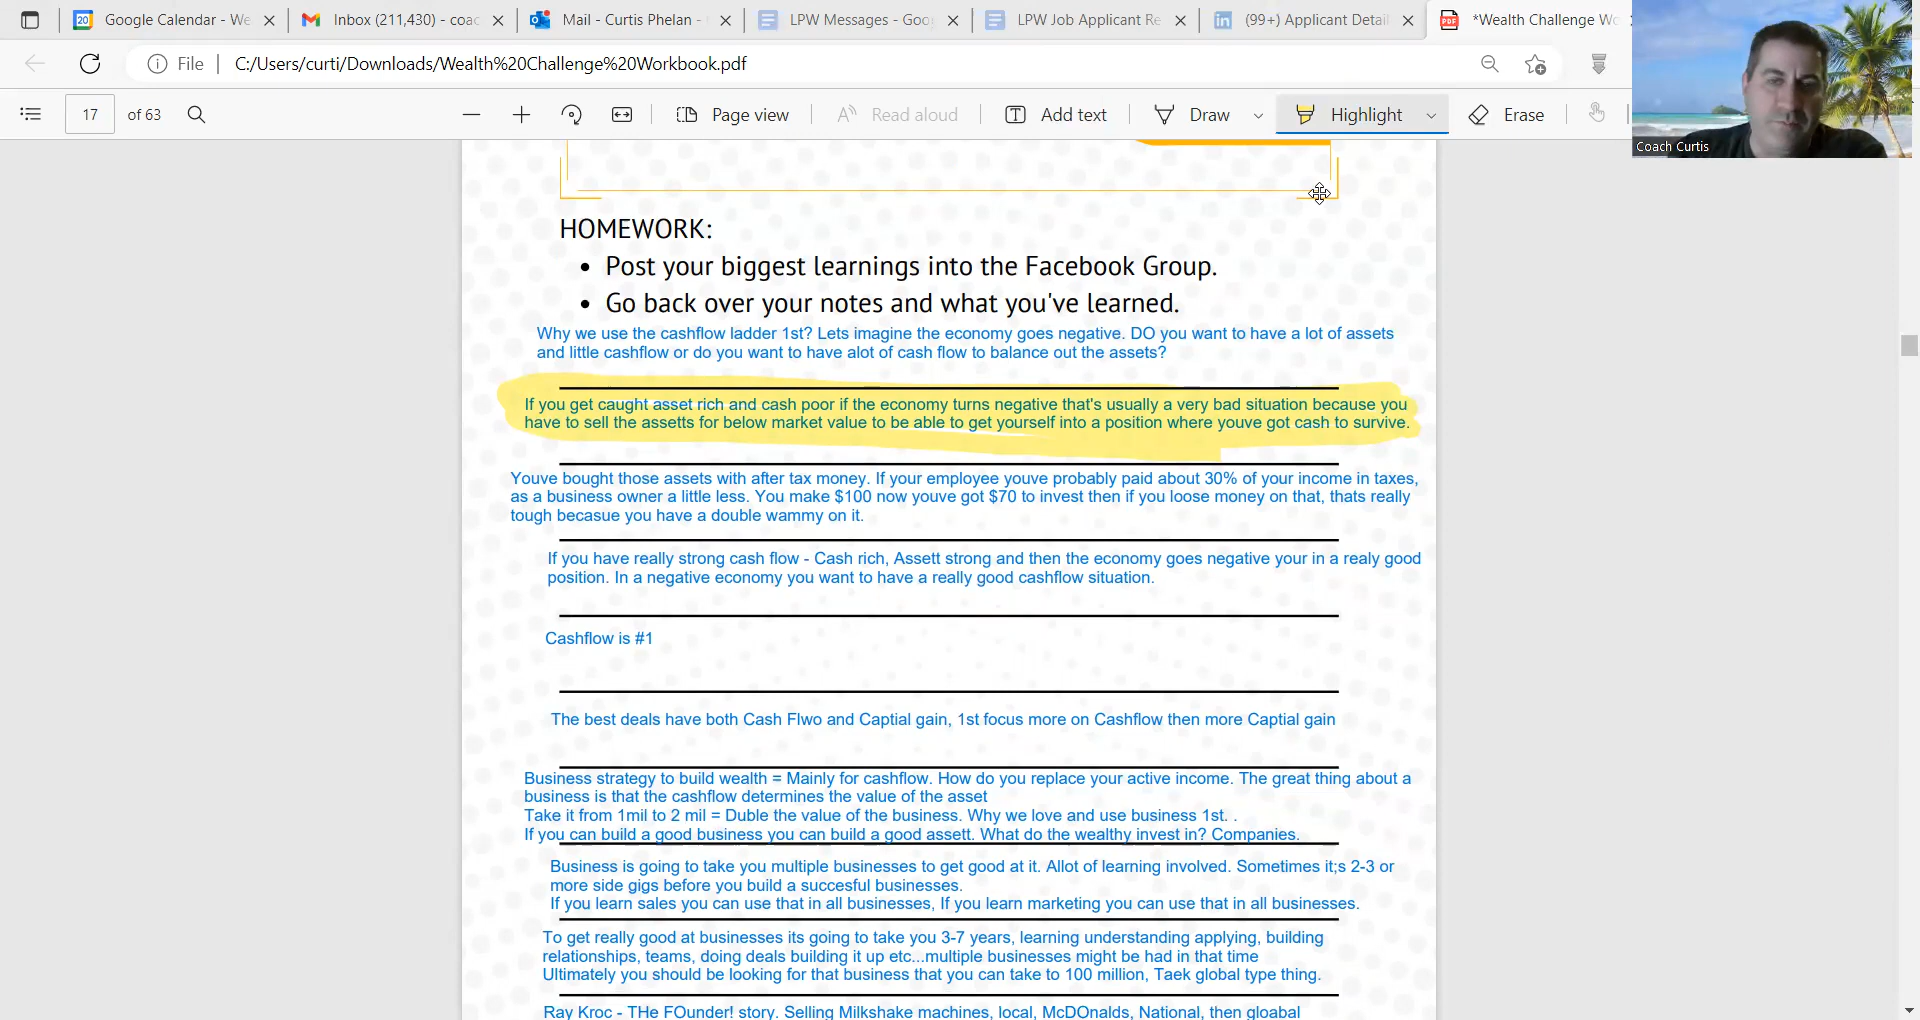 Google Calendar - We
Inbox (211,430) - coac
Mail - Curtis Phelan -
LPW Messages - Goo
LPW Job Applicant Re
(99+) Applicant Detail
*Wealth Challenge Wo
File
C:/Users/curti/Downloads/Wealth%20Challenge%20Workbook.pdf
17 of 63
Page view
Read aloud
Add text
Draw
Highlight
Erase
Coach Curtis
HOMEWORK:
• Post your biggest learnings into the Facebook Group.
• Go back over your notes and what you've learned.
Why we use the cashflow ladder 1st? Lets imagine the economy goes negative. DO you want to have a lot of assets
and little cashflow or do you want to have alot of cash flow to balance out the assets?
If you get caught asset rich and cash poor if the economy turns negative that's usually a very bad situation because you
have to sell the assetts for below market value to be able to get yourself into a position where youve got cash to survive.
Youve bought those assets with after tax money. If your employee youve probably paid about 30% of your income in taxes,
as a business owner a little less. You make $100 now youve got $70 to invest then if you loose money on that, thats really
tough becasue you have a double wammy on it.
If you have really strong cash flow - Cash rich, Assett strong and then the economy goes negative your in a realy good
position. In a negative economy you want to have a really good cashflow situation.
Cashflow is #1
The best deals have both Cash Flwo and Captial gain, 1st focus more on Cashflow then more Captial gain
Business strategy to build wealth = Mainly for cashflow. How do you replace your active income. The great thing about a
business is that the cashflow determines the value of the asset
Take it from 1mil to 2 mil = Duble the value of the business. Why we love and use business 1st. .
If you can build a good business you can build a good assett. What do the wealthy invest in? Companies.
Business is going to take you multiple businesses to get good at it. Allot of learning involved. Sometimes it;s 2-3 or
more side gigs before you build a succesful businesses.
If you learn sales you can use that in all businesses, If you learn marketing you can use that in all businesses.
To get really good at businesses its going to take you 3-7 years, learning understanding applying, building
relationships, teams, doing deals building it up etc...multiple businesses might be had in that time
Ultimately you should be looking for that business that you can take to 100 million, Taek global type thing.
Ray Kroc - THe FOunder! story. Selling Milkshake machines, local, McDOnalds, National, then gloabal